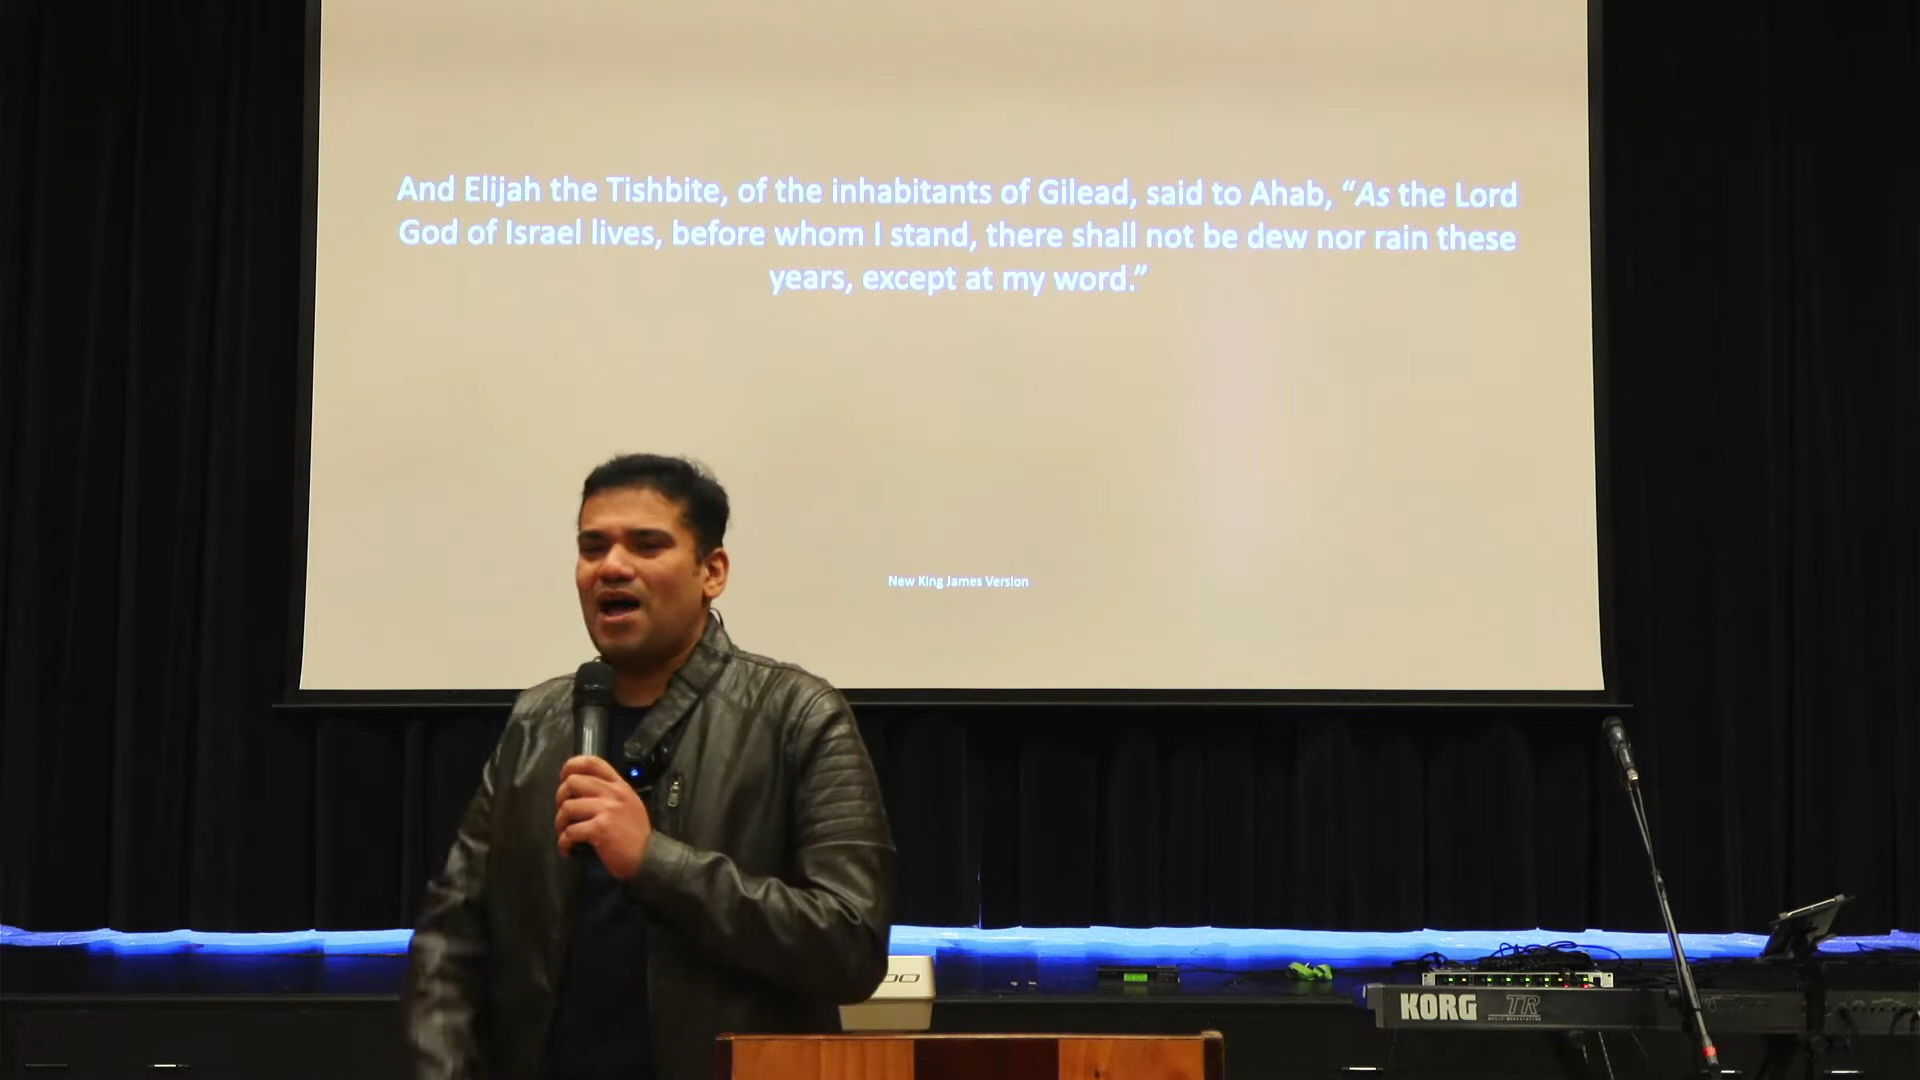 And Elijah the Tishbite, of the inhabitants of Gilead, said to Ahab, “As the Lord
God of Israel lives, before whom I stand, there shall not be dew nor rain these
years, except at my word.”
New King James Version
KORG TR